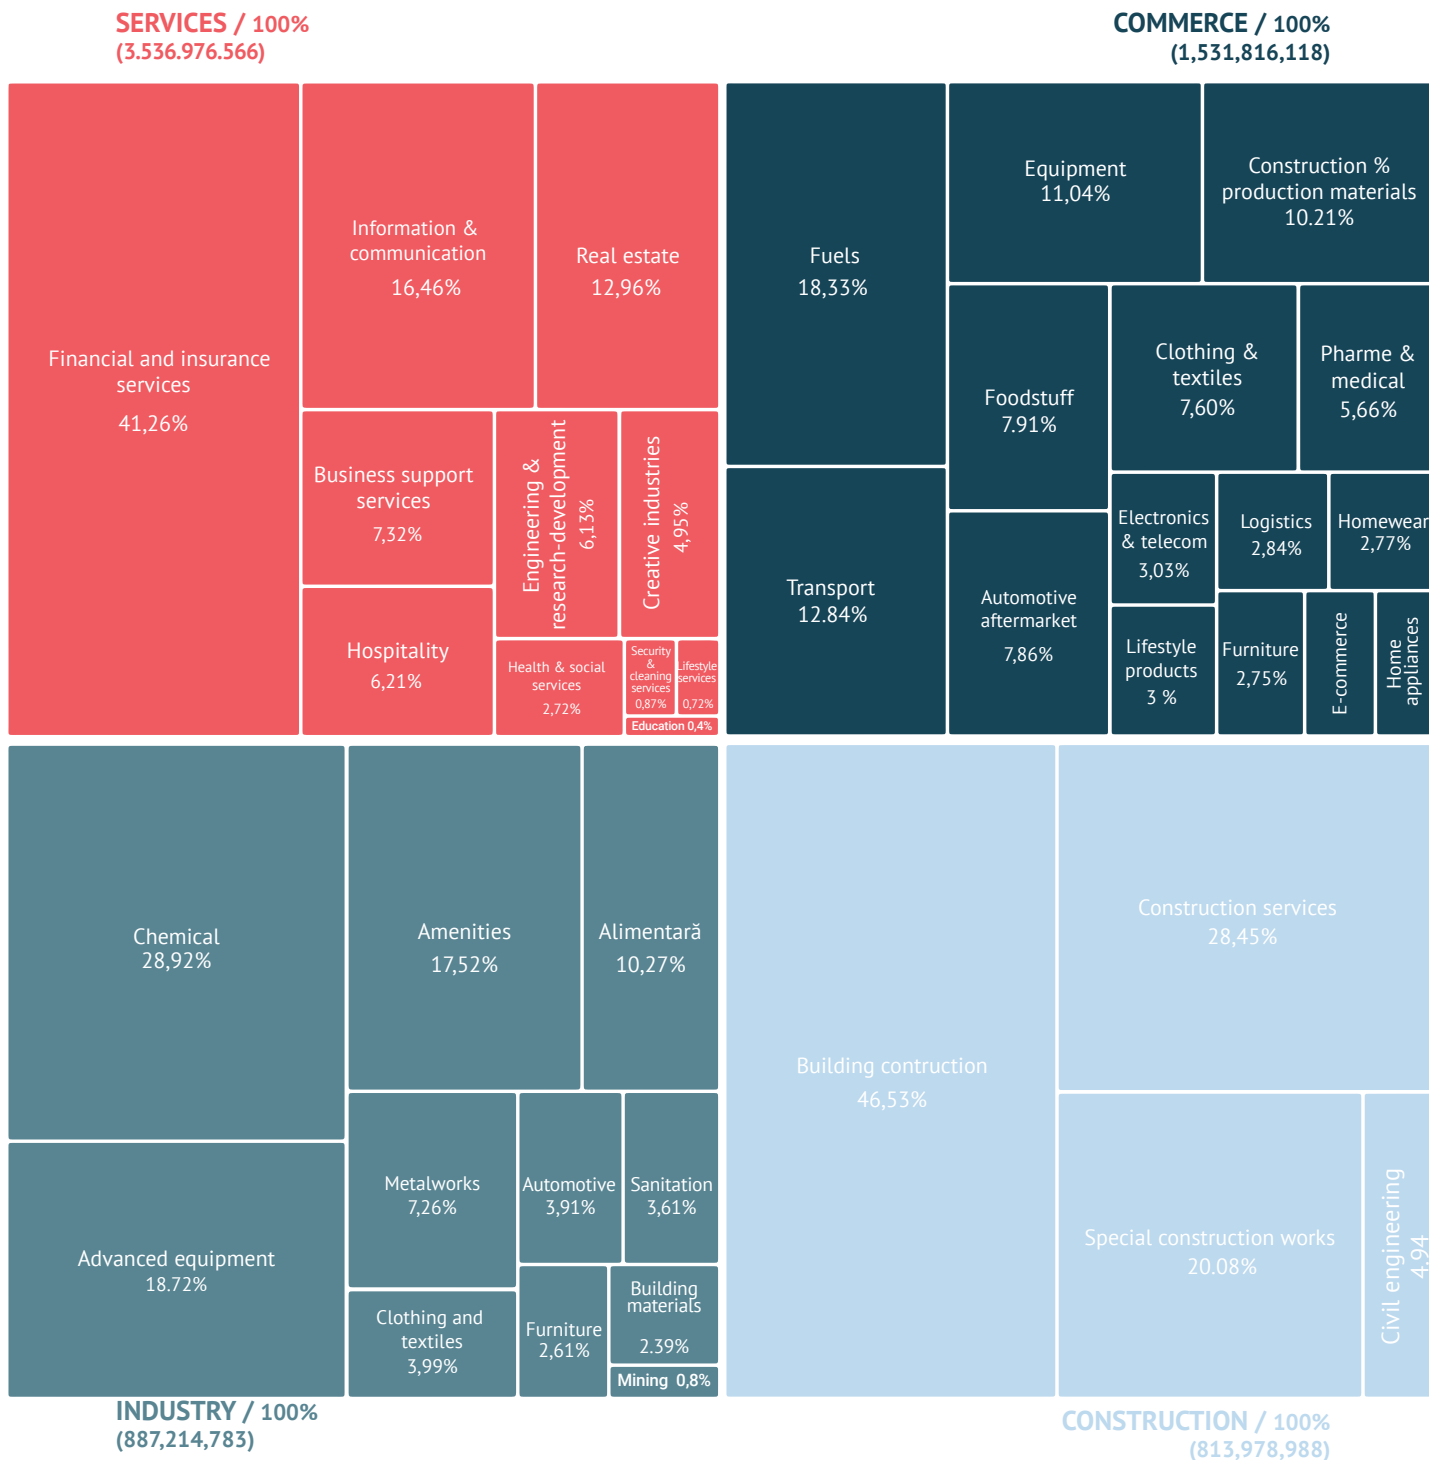 SERVICES / 100%
(3.536.976.566)
COMMERCE / 100%
(1,531,816,118)
Financial and insurance
services
41,26%
Information &
communication
16,46%
Real estate
12,96%
Business support
services
7,32%
Hospitality
6,21%
Engineering &
research-development
6,13%
Creative industries
4,95%
Health & social
services
2,72%
Security
&
cleaning
services
0,87%
Lifestyle
services
0,72%
Education 0,4%
Fuels
18,33%
Transport
12.84%
Equipment
11,04%
Construction %
production materials
10.21%
Foodstuff
7.91%
Automotive
aftermarket
7,86%
Clothing &
textiles
7,60%
Pharme &
medical
5,66%
Electronics
& telecom
3,03%
Lifestyle
products
3 %
Logistics
2,84%
Homewear
2,77%
Furniture
2,75%
E-commerce
Home
appliances
Chemical
28,92%
Advanced equipment
18.72%
Amenities
17,52%
Alimentară
10,27%
Metalworks
7,26%
Clothing and
textiles
3,99%
Automotive
3,91%
Sanitation
3,61%
Furniture
2,61%
Building
materials
2.39%
Mining 0,8%
Building contruction
46,53%
Construction services
28,45%
Special construction works
20.08%
Civil engineering
4.94
INDUSTRY / 100%
(887,214,783)
CONSTRUCTION / 100%
(813,978,988)